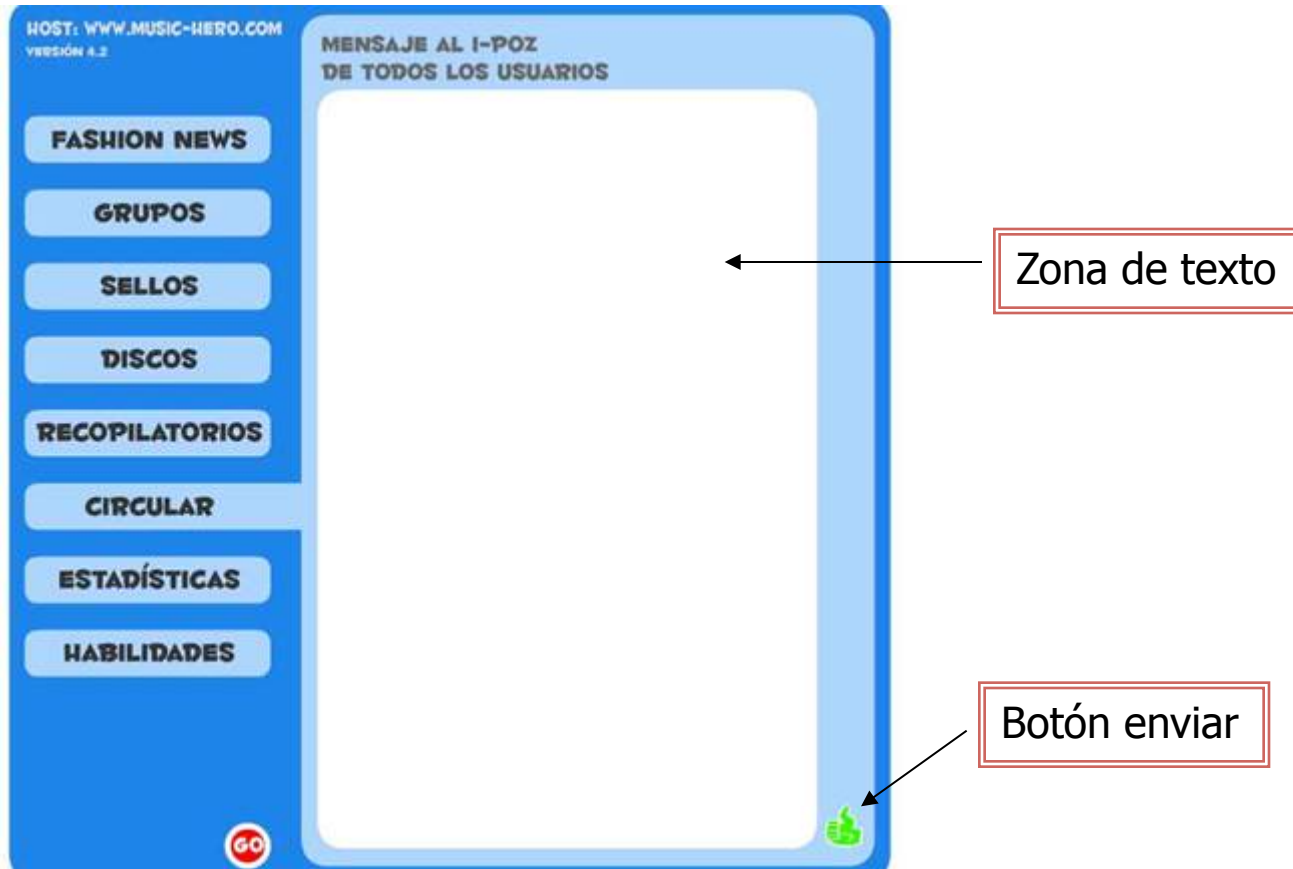 HOST: WWW.MUSIC-HERO.COM
VERSIÓN 4.2
MENSAJE AL I-POZ
DE TODOS LOS USUARIOS
FASHION NEWS
GRUPOS
SELLOS
DISCOS
RECOPILATORIOS
CIRCULAR
ESTADÍSTICAS
HABILIDADES
GO
Zona de texto
Botón enviar